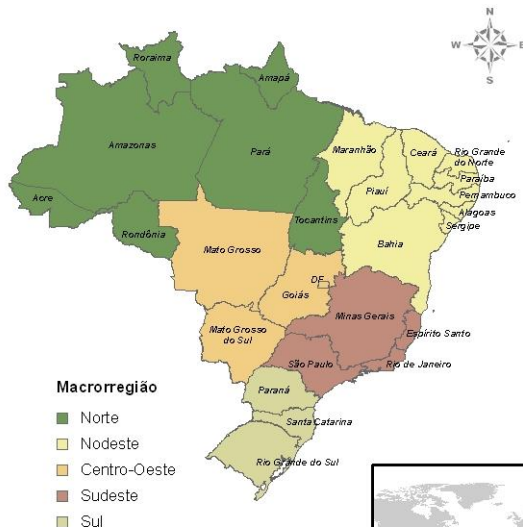 N
W
E
S
Roraima
Amapá
Amazonas
Pará
Maranhão
Ceará
Rio Grande
do Norte
Paraíba
Piauí
Pernambuco
Acre
Alagoas
Tocantins
Sergipe
Rondônia
Mato Grosso
Bahia
DF
Goiás
Minas Gerais
Mato Grosso
do Sul
Espírito Santo
São Paulo
Rio de Janeiro
Paraná
Santa Catarina
Rio Grande do Sul
Macrorregião
Norte
Nodeste
Centro-Oeste
Sudeste
Sul